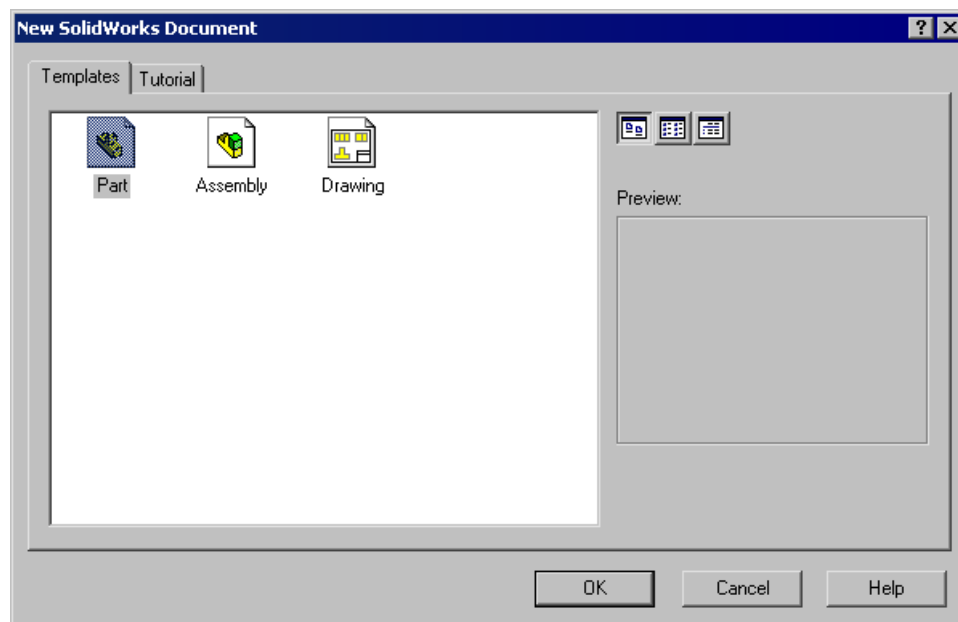 New SolidWorks Document
Templates Tutorial
Part Assembly Drawing
Preview:
OK Cancel Help